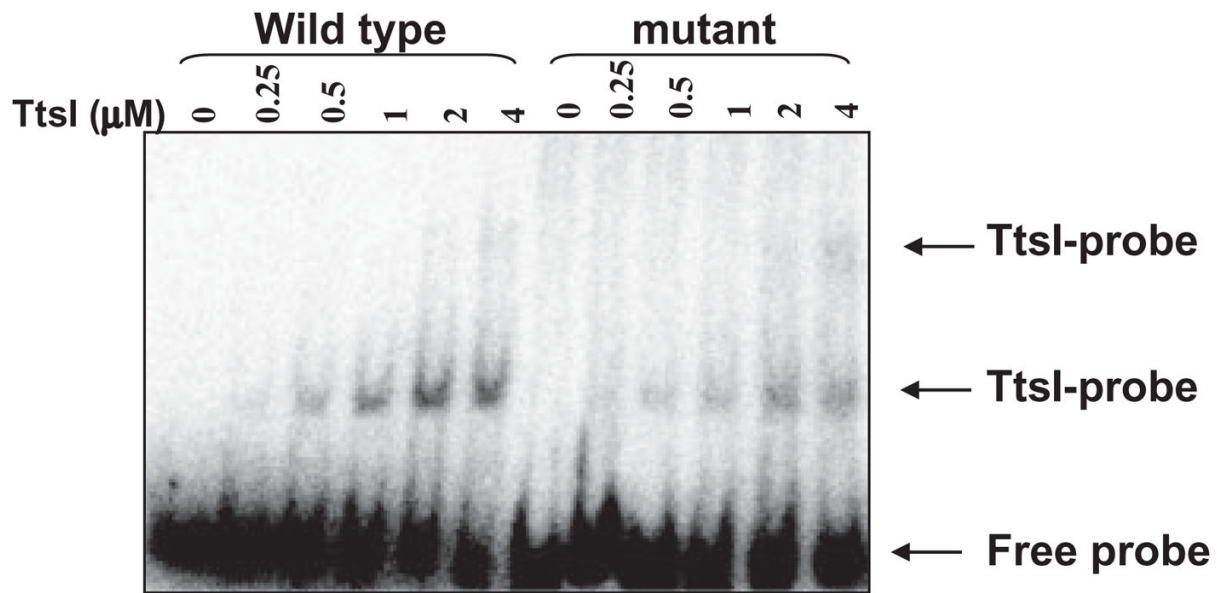 Wild type mutant
TtsI (μM) 0 0.25 0.5 1 2 4 0 0.25 0.5 1 2 4
TtsI-probe
TtsI-probe
Free probe